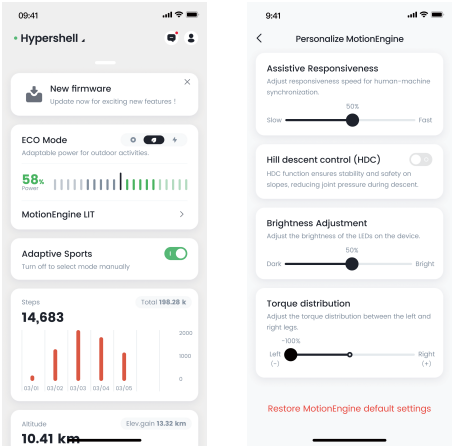 09:41
Hypershell
New firmware
Update now for exciting new features !
ECO Mode
Adaptable power for outdoor activities.
58%
Power
MotionEngine LIT
Adaptive Sports
Turn off to select mode manually
Steps
Total 198.28 k
14,683
2000
1000
0
03/01 03/02 03/03 03/04 03/05
Altitude
Elev.gain 13.32 km
10.41 km
9:41
Personalize MotionEngine
Assistive Responsiveness
Adjust responsiveness speed for human-machine
synchronization.
50%
Slow Fast
Hill descent control (HDC)
HDC function ensures stability and safety on
slopes, reducing joint pressure during descent.
Brightness Adjustment
Adjust the brightness of the LEDs on the device.
50%
Dark Bright
Torque distribution
Adjust the torque distribution between the left and
right legs.
-100%
Left Right
(-) (+)
Restore MotionEngine default settings